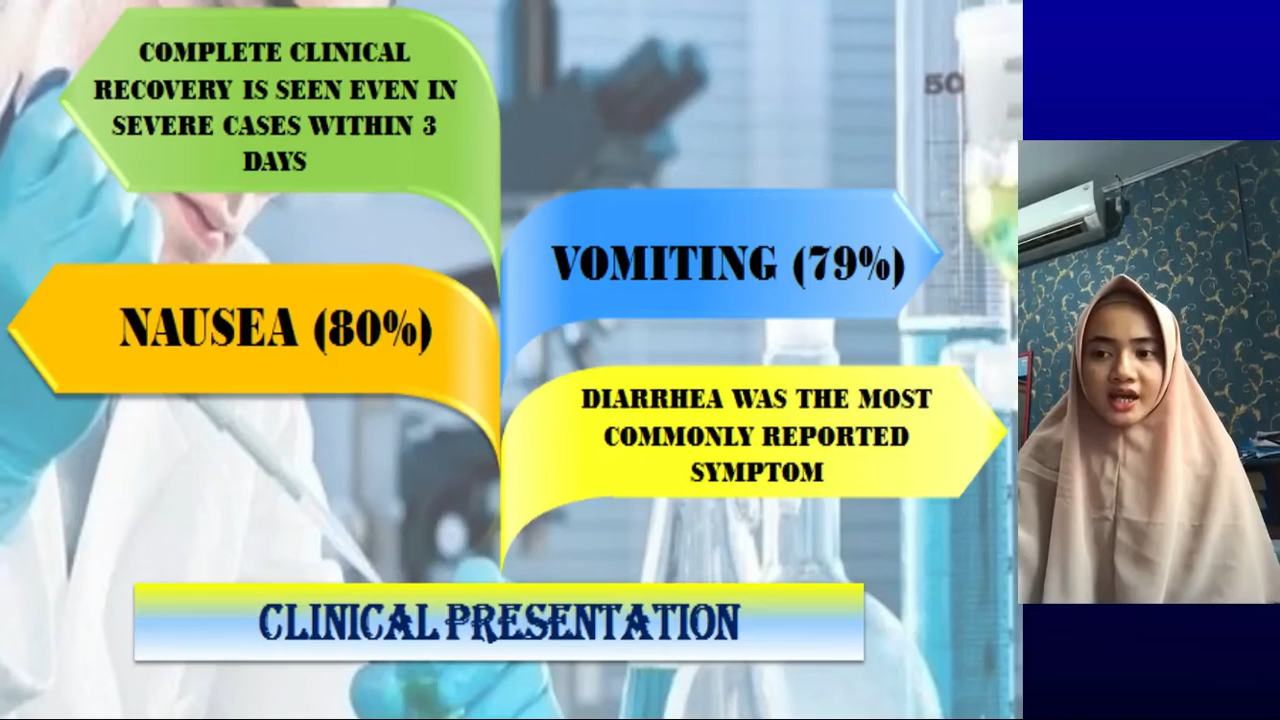 COMPLETE CLINICAL
RECOVERY IS SEEN EVEN IN
SEVERE CASES WITHIN 3
DAYS
VOMITING (79%)
NAUSEA (80%)
DIARRHEA WAS THE MOST
COMMONLY REPORTED
SYMPTOM
CLINICAL PRESENTATION
50